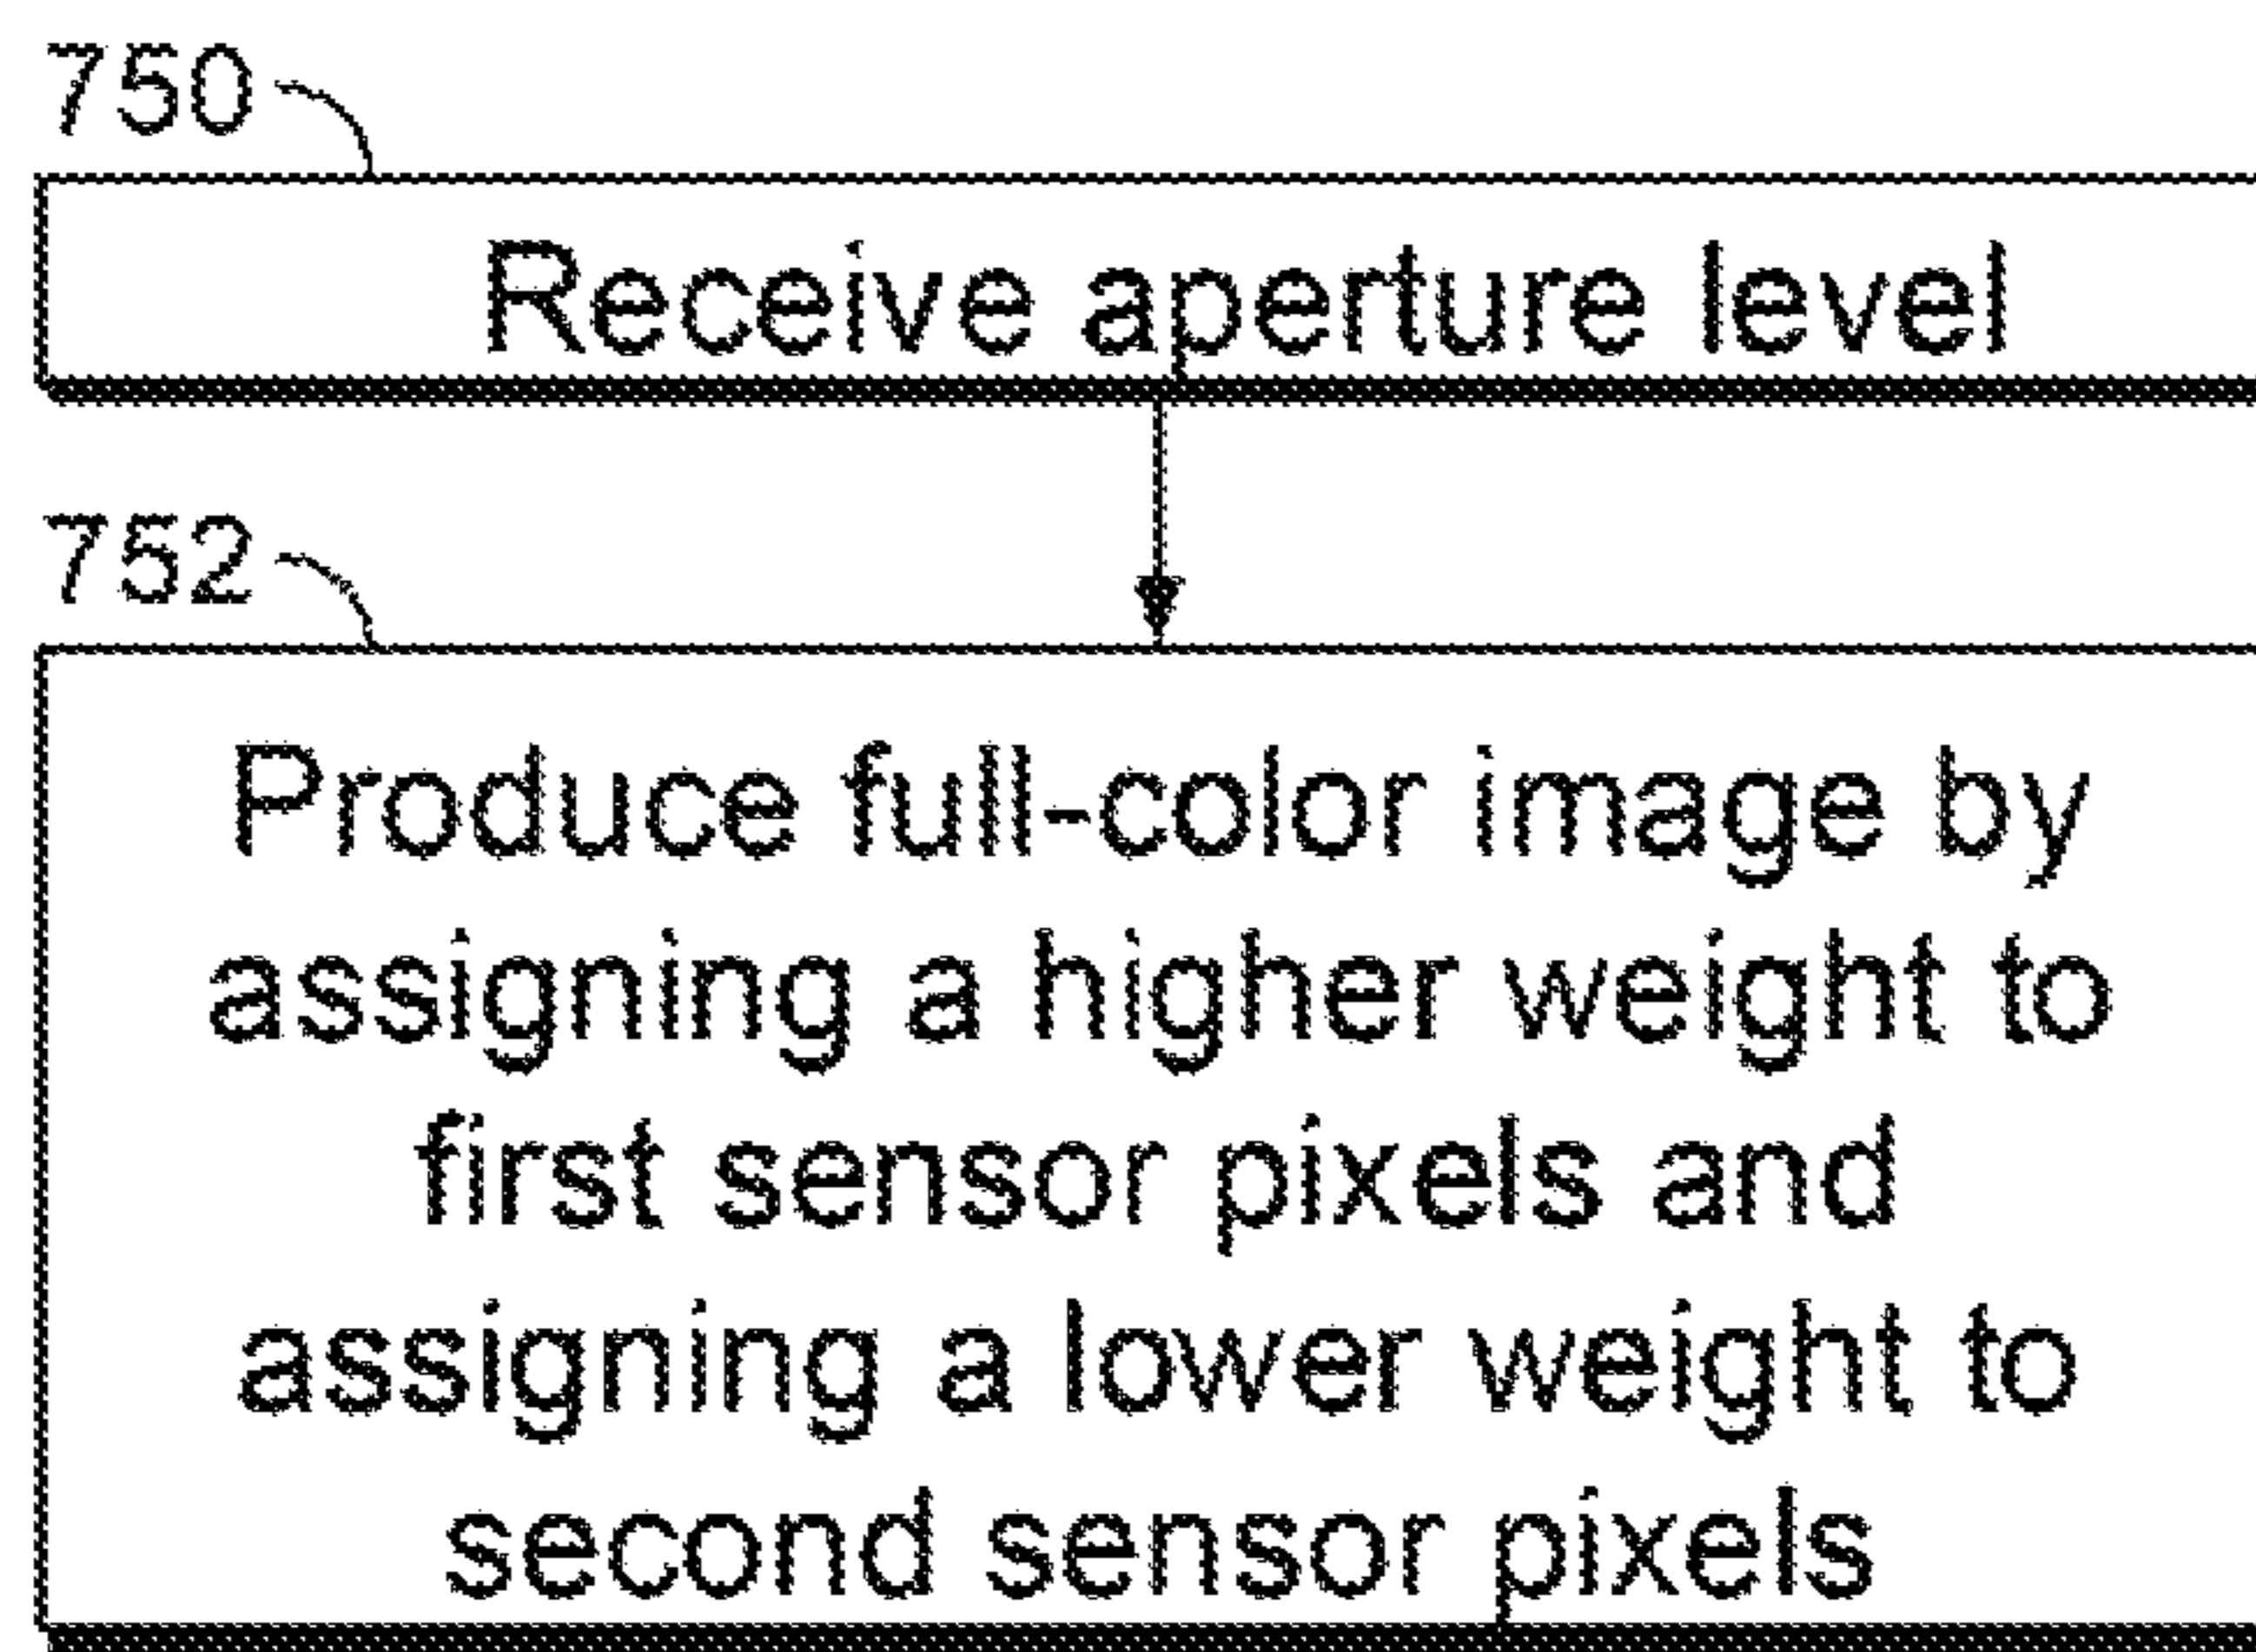 750
Receive aperture level
752
Produce full-color image by
assigning a higher weight to
first sensor pixels and
assigning a lower weight to
second sensor pixels